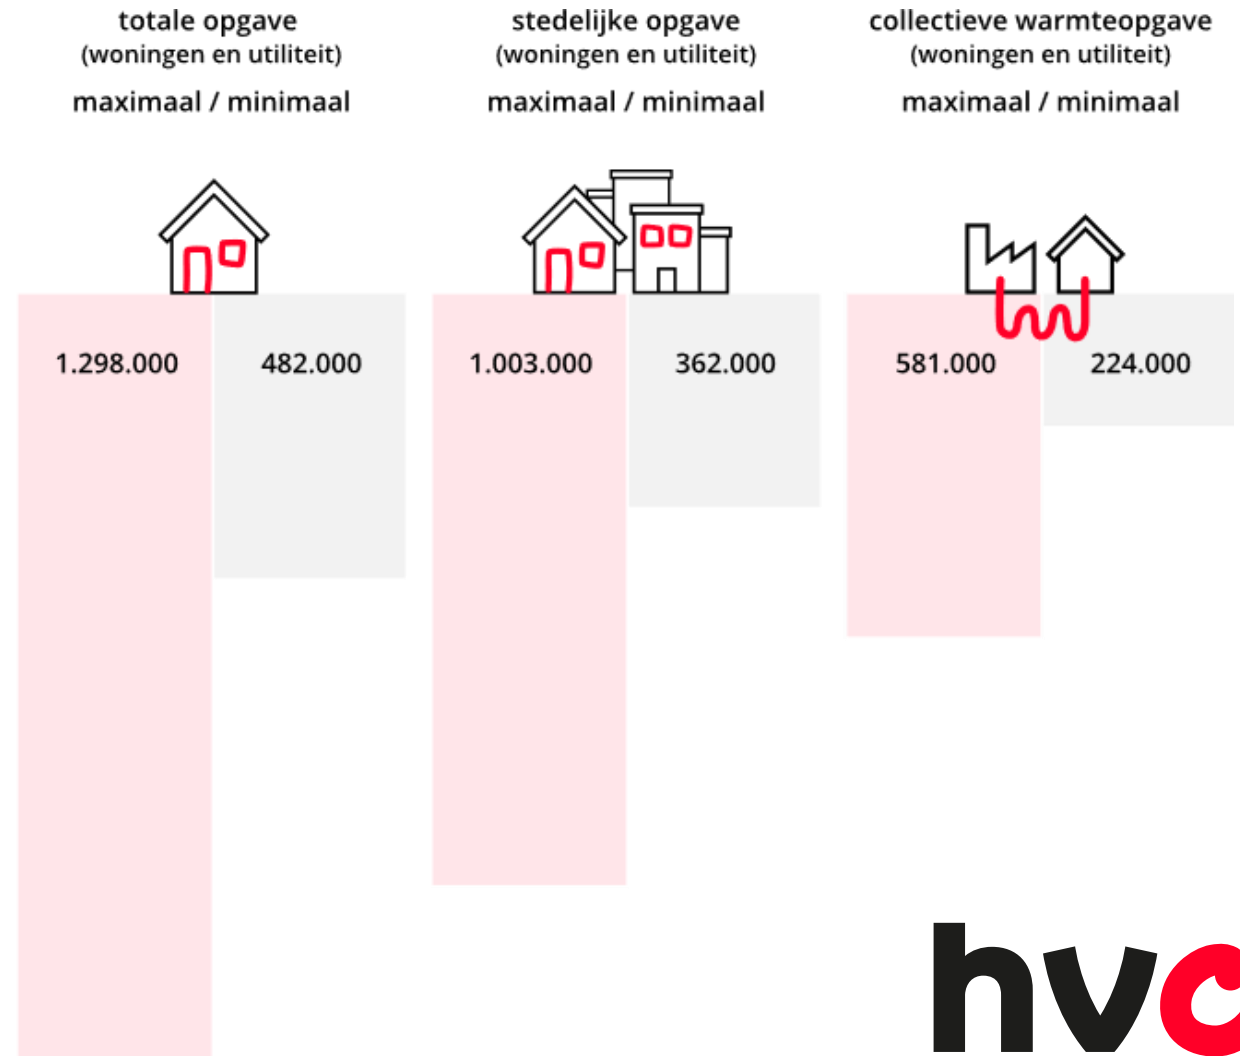 totale opgave
(woningen en utiliteit)
maximaal / minimaal
stedelijke opgave
(woningen en utiliteit)
maximaal / minimaal
collectieve warmteopgave
(woningen en utiliteit)
maximaal / minimaal
1.298.000
482.000
1.003.000
362.000
581.000
224.000
hvc